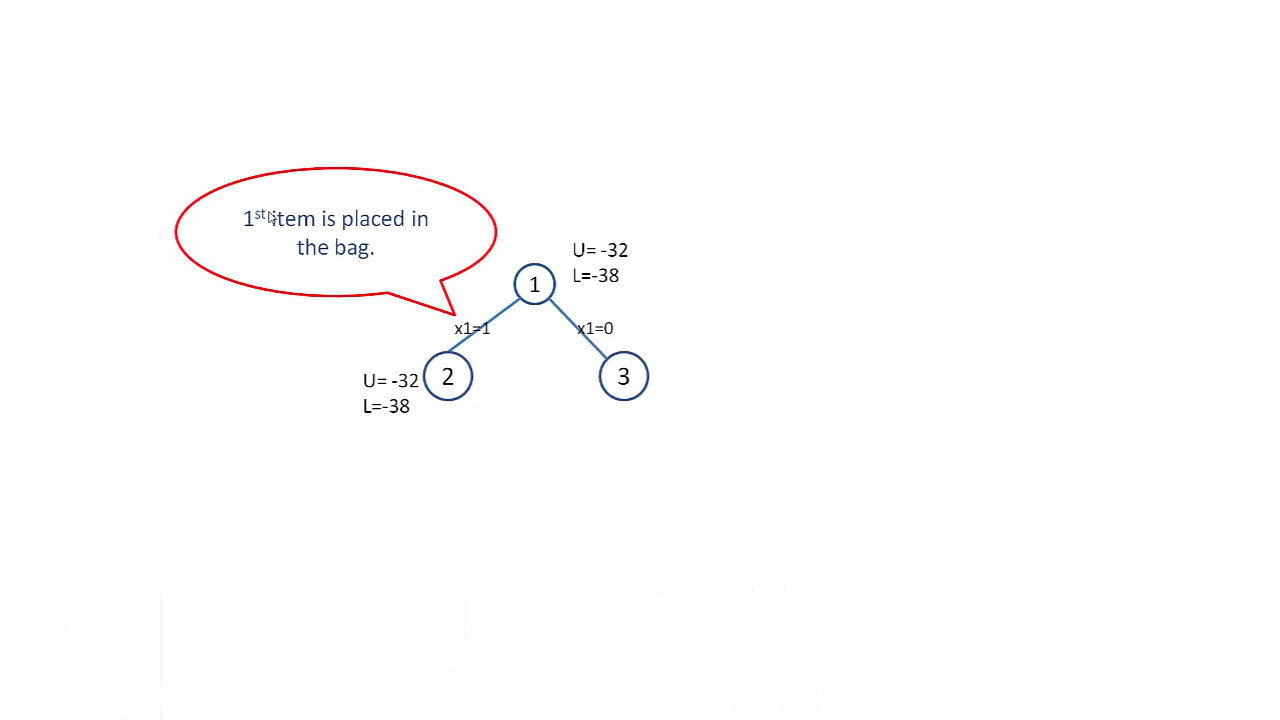 1st item is placed in
the bag.
U= -32
L=-38
1
x1=1
x1=0
U= -32
L=-38
2
3